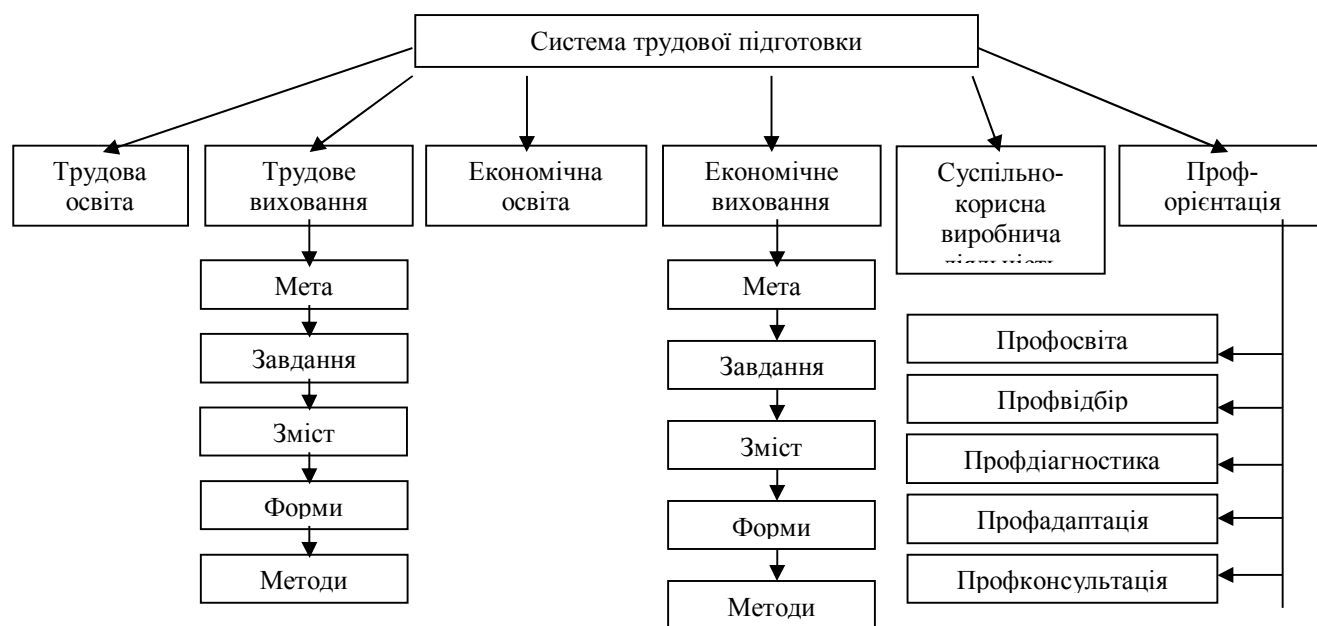 Система трудової підготовки
Трудова
освіта
Трудове
виховання
Економічна
освіта
Економічне
виховання
Суспільно-
корисна
виробнича
діяльність
Проф-
орієнтація
Мета
Завдання
Зміст
Форми
Методи
Мета
Завдання
Зміст
Форми
Методи
Профосвіта
Профвідбір
Профдіагностика
Профадаптація
Профконсультація